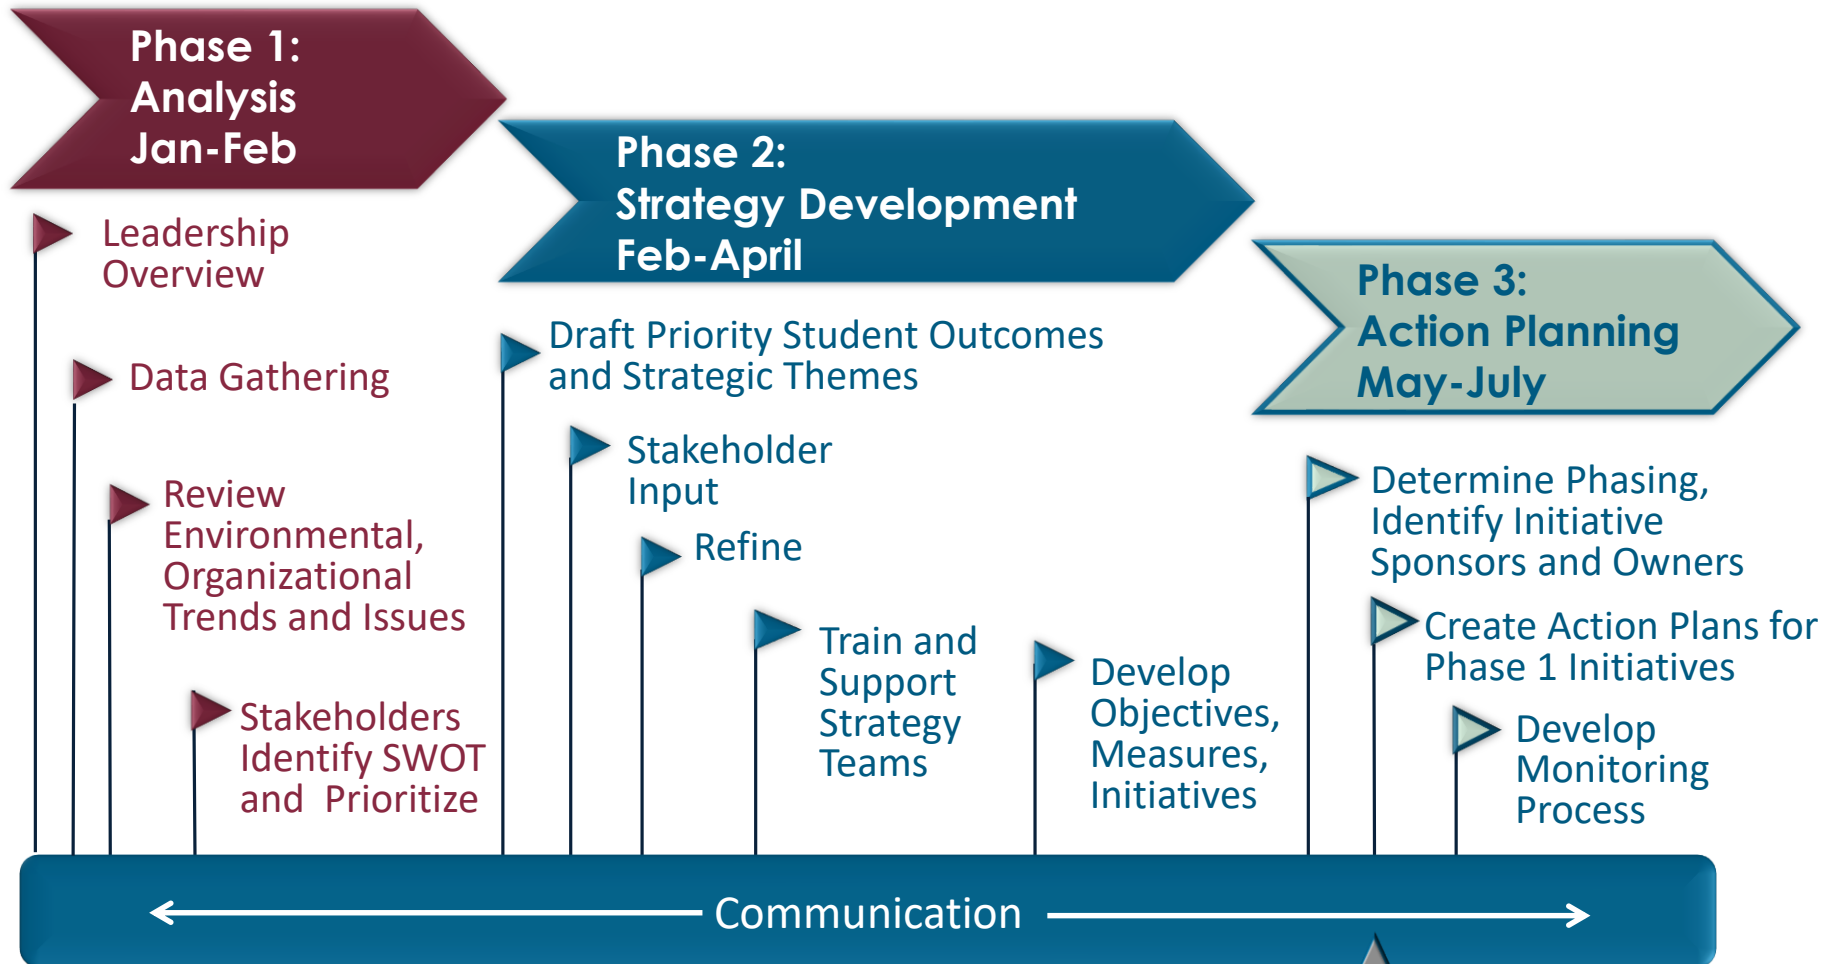 Phase 1:
Analysis
Jan-Feb
Leadership
Overview
Data Gathering
Review
Environmental,
Organizational
Trends and Issues
Stakeholders
Identify SWOT
and Prioritize
Phase 2:
Strategy Development
Feb-April
Draft Priority Student Outcomes
and Strategic Themes
Stakeholder
Input
Refine
Train and
Support
Strategy
Teams
Develop
Objectives,
Measures,
Initiatives
Phase 3:
Action Planning
May-July
Determine Phasing,
Identify Initiative
Sponsors and Owners
Create Action Plans for
Phase 1 Initiatives
Develop
Monitoring
Process
Communication